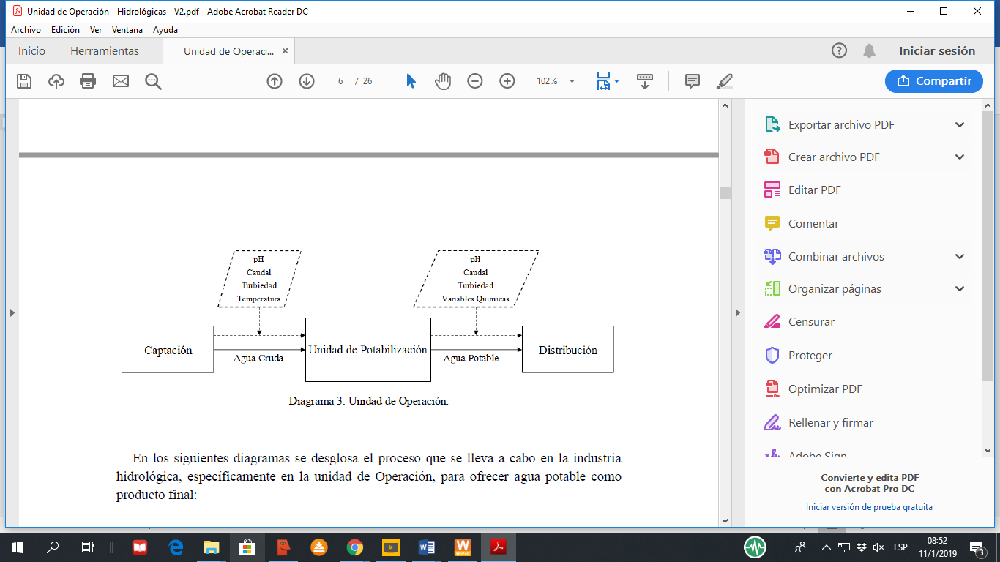 Unidad de Operación - Hidrológicas - V2.pdf - Adobe Acrobat Reader DC
Archivo Edición Ver Ventana Ayuda
Inicio Herramientas Unidad de Operaci... Iniciar sesión
6 / 26 102% Compartir
pH
Caudal
Turbiedad
Temperatura
pH
Caudal
Turbiedad
Variables Químicas
Captación
Agua Cruda
Unidad de Potabilización
Agua Potable
Distribución
Diagrama 3. Unidad de Operación.
En los siguientes diagramas se desglosa el proceso que se lleva a cabo en la industria
hidrológica, específicamente en la unidad de Operación, para ofrecer agua potable como
producto final:
Exportar archivo PDF
Crear archivo PDF
Editar PDF
Comentar
Combinar archivos
Organizar páginas
Censurar
Proteger
Optimizar PDF
Rellenar y firmar
Adobe Sign
Convierte y edita PDF
con Acrobat Pro DC
Iniciar versión de prueba gratuita
ESP
08:52
11/1/2019
3